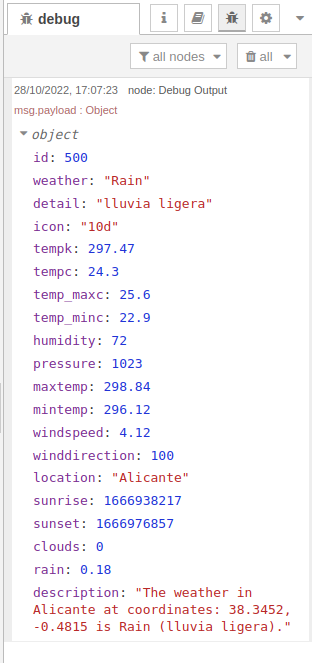 debug
all nodes all
28/10/2022, 17:07:23 node: Debug Output
msg.payload : Object
object
id: 500
weather: "Rain"
detail: "lluvia ligera"
icon: "10d"
tempk: 297.47
tempc: 24.3
temp_maxc: 25.6
temp_minc: 22.9
humidity: 72
pressure: 1023
maxtemp: 298.84
mintemp: 296.12
windspeed: 4.12
winddirection: 100
location: "Alicante"
sunrise: 1666938217
sunset: 1666976857
clouds: 0
rain: 0.18
description: "The weather in
Alicante at coordinates: 38.3452,
-0.4815 is Rain (lluvia ligera)."